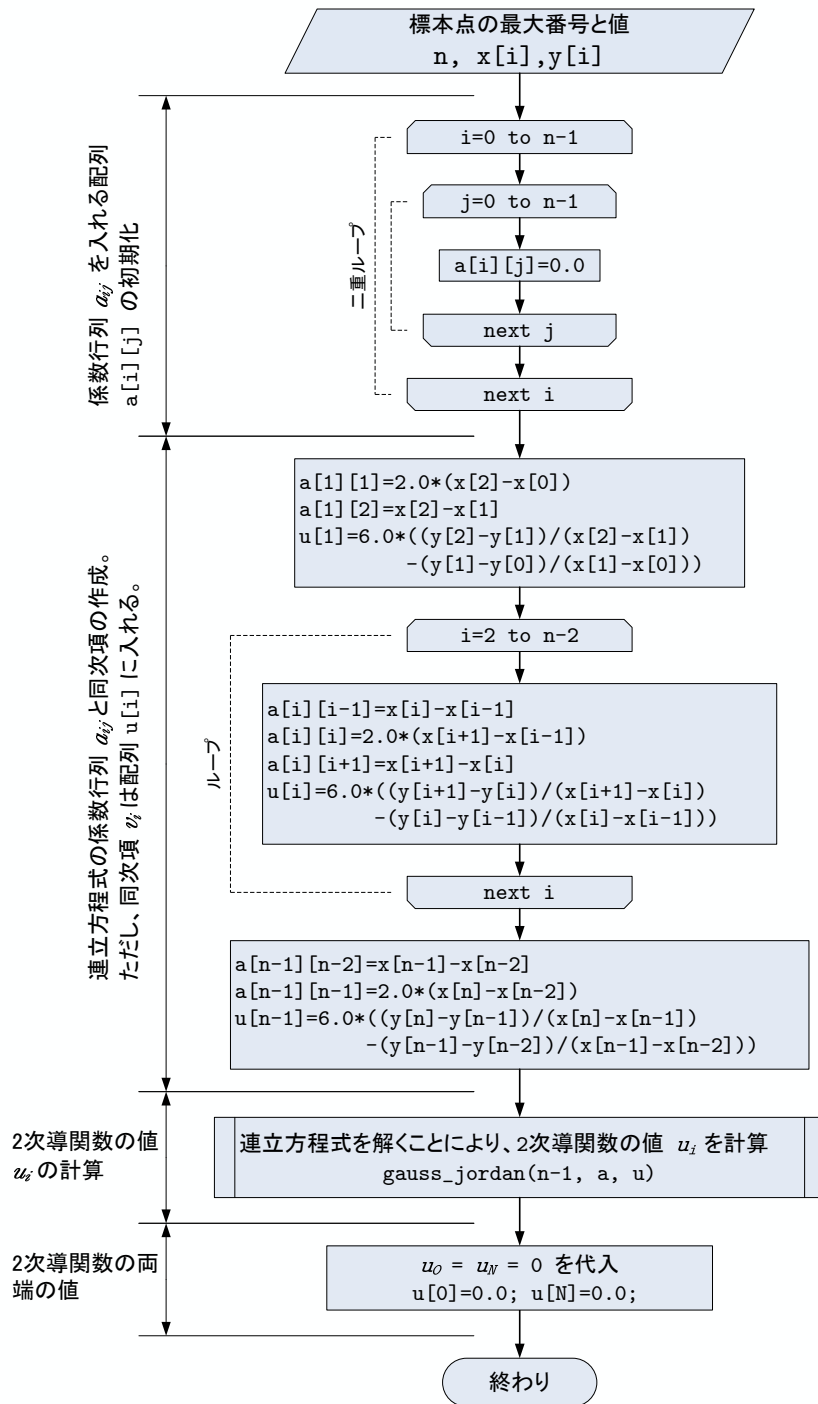 標本点の最大番号と値
n, x[i],y[i]
i=0 to n-1
j=0 to n-1
a[i][j]=0.0
next j
next i
二重ループ
係数行列 aij を入れる配列
a[i][j] の初期化
a[1][1]=2.0*(x[2]-x[0])
a[1][2]=x[2]-x[1]
u[1]=6.0*((y[2]-y[1])/(x[2]-x[1])
-(y[1]-y[0])/(x[1]-x[0]))
i=2 to n-2
a[i][i-1]=x[i]-x[i-1]
a[i][i]=2.0*(x[i+1]-x[i-1])
a[i][i+1]=x[i+1]-x[i]
u[i]=6.0*((y[i+1]-y[i])/(x[i+1]-x[i])
-(y[i]-y[i-1])/(x[i]-x[i-1]))
next i
ループ
連立方程式の係数行列 aij と同次項の作成。
ただし、同次項 vi は配列 u[i] に入れる。
a[n-1][n-2]=x[n-1]-x[n-2]
a[n-1][n-1]=2.0*(x[n]-x[n-2])
u[n-1]=6.0*((y[n]-y[n-1])/(x[n]-x[n-1])
-(y[n-1]-y[n-2])/(x[n-1]-x[n-2]))
2次導関数の値
ui の計算
連立方程式を解くことにより、2次導関数の値 ui を計算
gauss_jordan(n-1, a, u)
2次導関数の両
端の値
u0 = uN = 0 を代入
u[0]=0.0; u[N]=0.0;
終わり